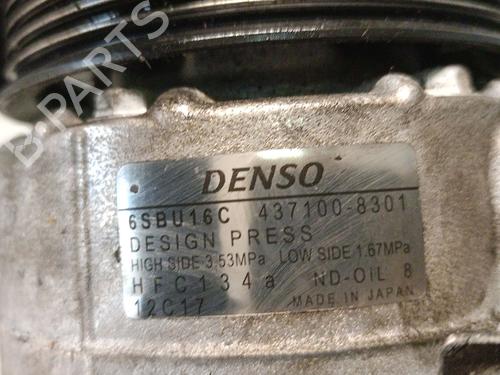 B-PARTS
DENSO
6SBU16C 437100-8301
DESIGN PRESS
HIGH SIDE 3.53MPa LOW SIDE 1.67MPa
HFC134a ND-OIL 8
12C17 MADE IN JAPAN